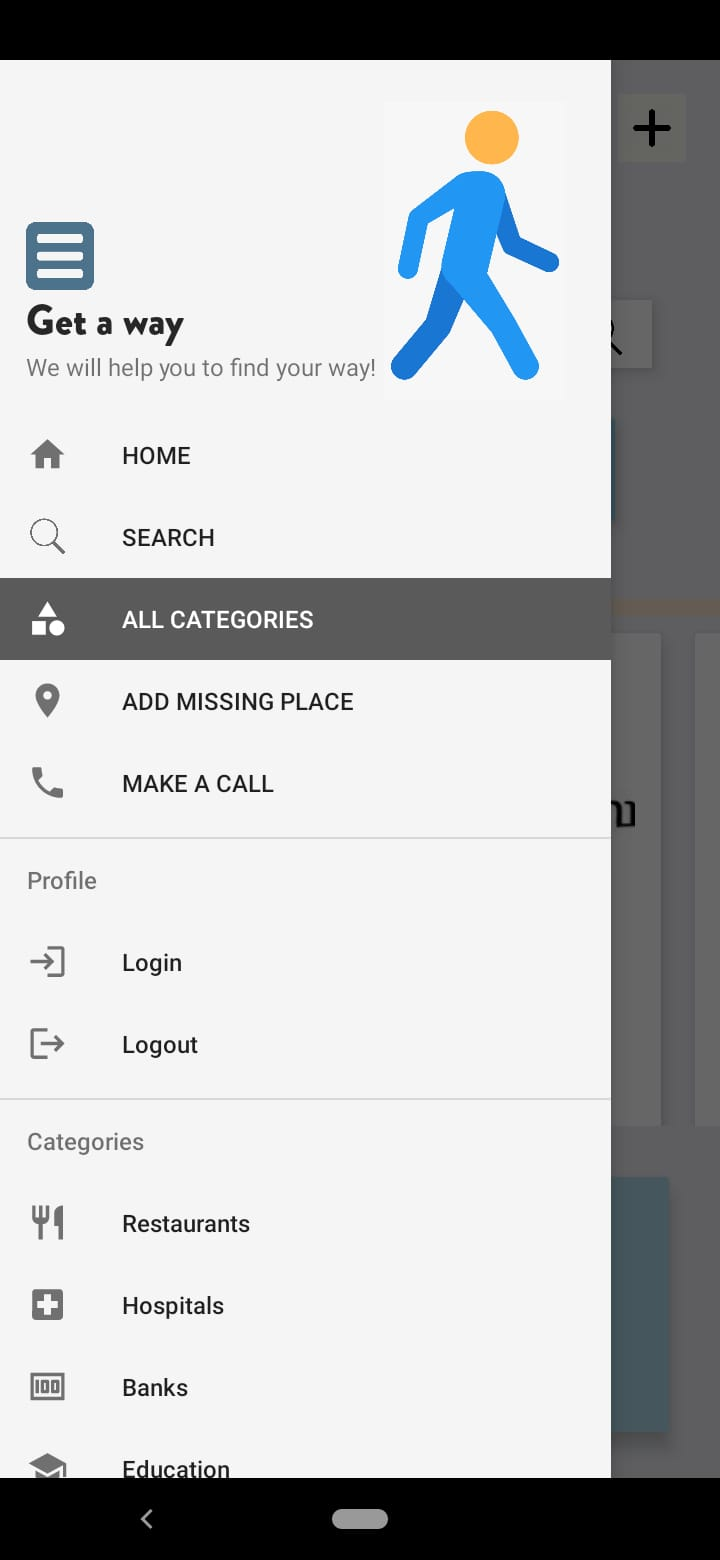 Get a way
We will help you to find your way!
HOME
SEARCH
ALL CATEGORIES
ADD MISSING PLACE
MAKE A CALL
Profile
Login
Logout
Categories
Restaurants
Hospitals
100
Banks
Education